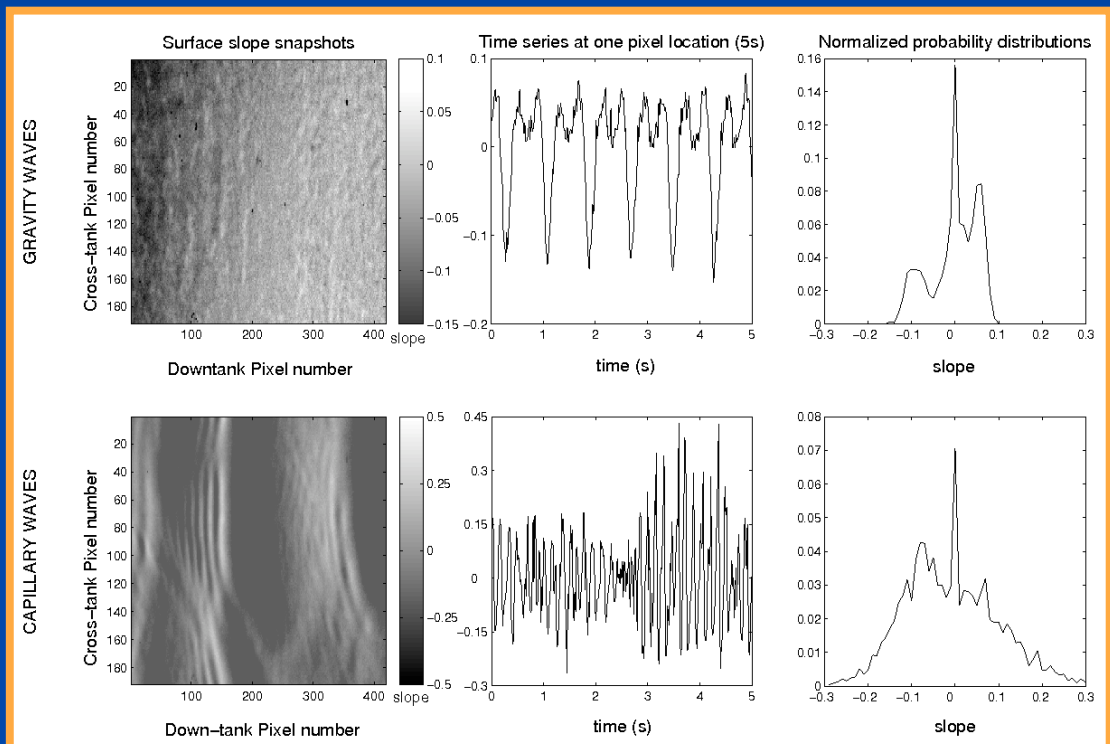 Surface slope snapshots
Time series at one pixel location (5s)
Normalized probability distributions
GRAVITY WAVES
Cross-tank Pixel number
20
40
60
80
100
120
140
160
180
100 200 300 400
Downtank Pixel number
0.1
0.05
0
-0.05
-0.1
-0.15
slope
0.1
0
-0.1
-0.2
0 1 2 3 4 5
time (s)
0.16
0.14
0.12
0.1
0.08
0.06
0.04
0.02
0
-0.3 -0.2 -0.1 0 0.1 0.2 0.3
slope
CAPILLARY WAVES
Cross-tank Pixel number
20
40
60
80
100
120
140
160
180
100 200 300 400
Down-tank Pixel number
0.5
0.25
0
-0.25
-0.5
slope
0.45
0.3
0.15
0
-0.15
-0.3
0 1 2 3 4 5
time (s)
0.08
0.07
0.06
0.05
0.04
0.03
0.02
0.01
0
-0.3 -0.2 -0.1 0 0.1 0.2 0.3
slope